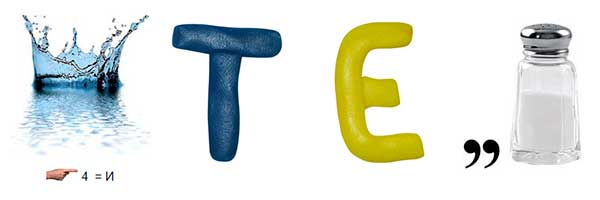 Т Е ,,
4 = И